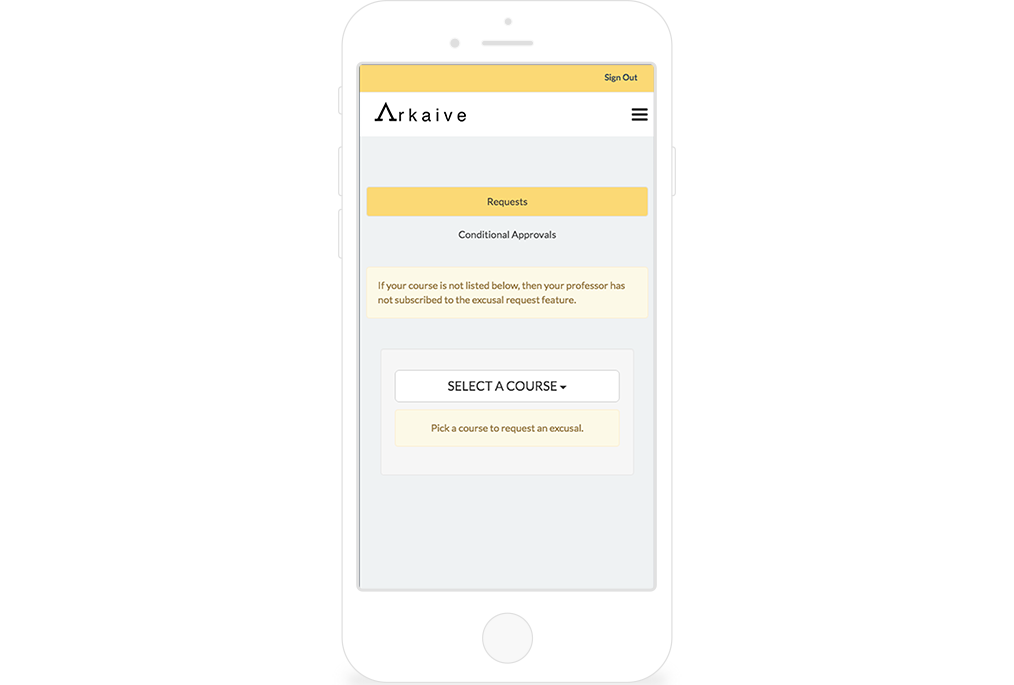 Sign Out
Arkaive
Requests
Conditional Approvals
If your course is not listed below, then your professor has
not subscribed to the excusal request feature.
SELECT A COURSE
Pick a course to request an excusal.